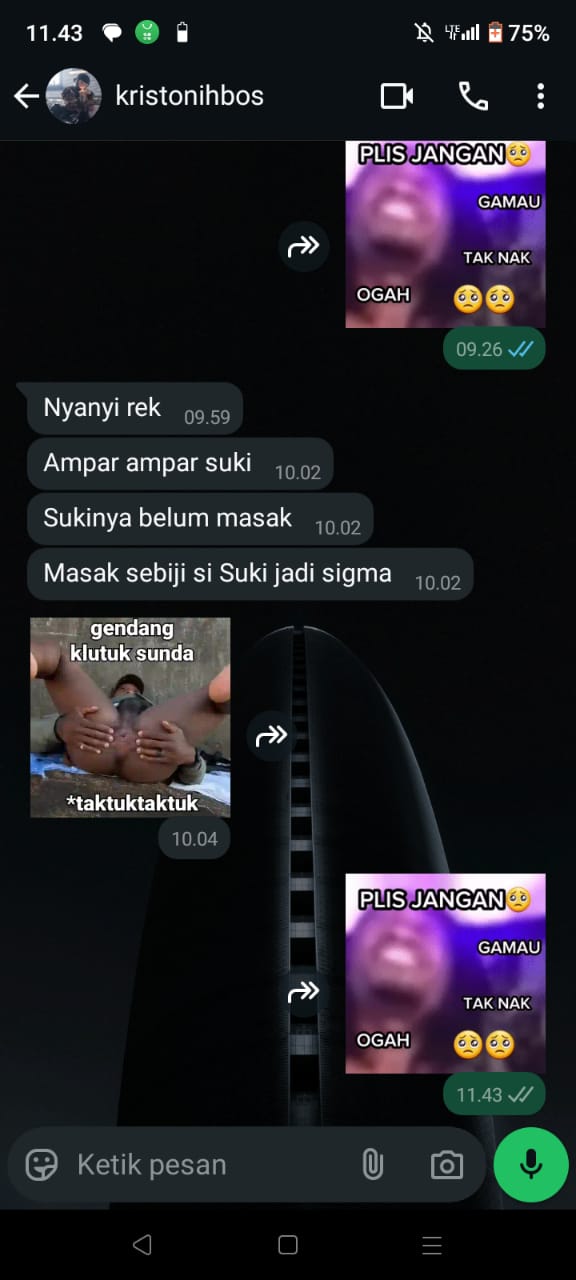 11.43
LTE
75%
kristonihbos
PLIS JANGAN🥺
GAMAU
TAK NAK
OGAH 🥺🥺
09.26
Nyanyi rek 09.59
Ampar ampar suki 10.02
Sukinya belum masak 10.02
Masak sebiji si Suki jadi sigma 10.02
gendang
klutuk sunda
*taktuktaktuk
10.04
PLIS JANGAN🥺
GAMAU
TAK NAK
OGAH 🥺🥺
11.43
Ketik pesan